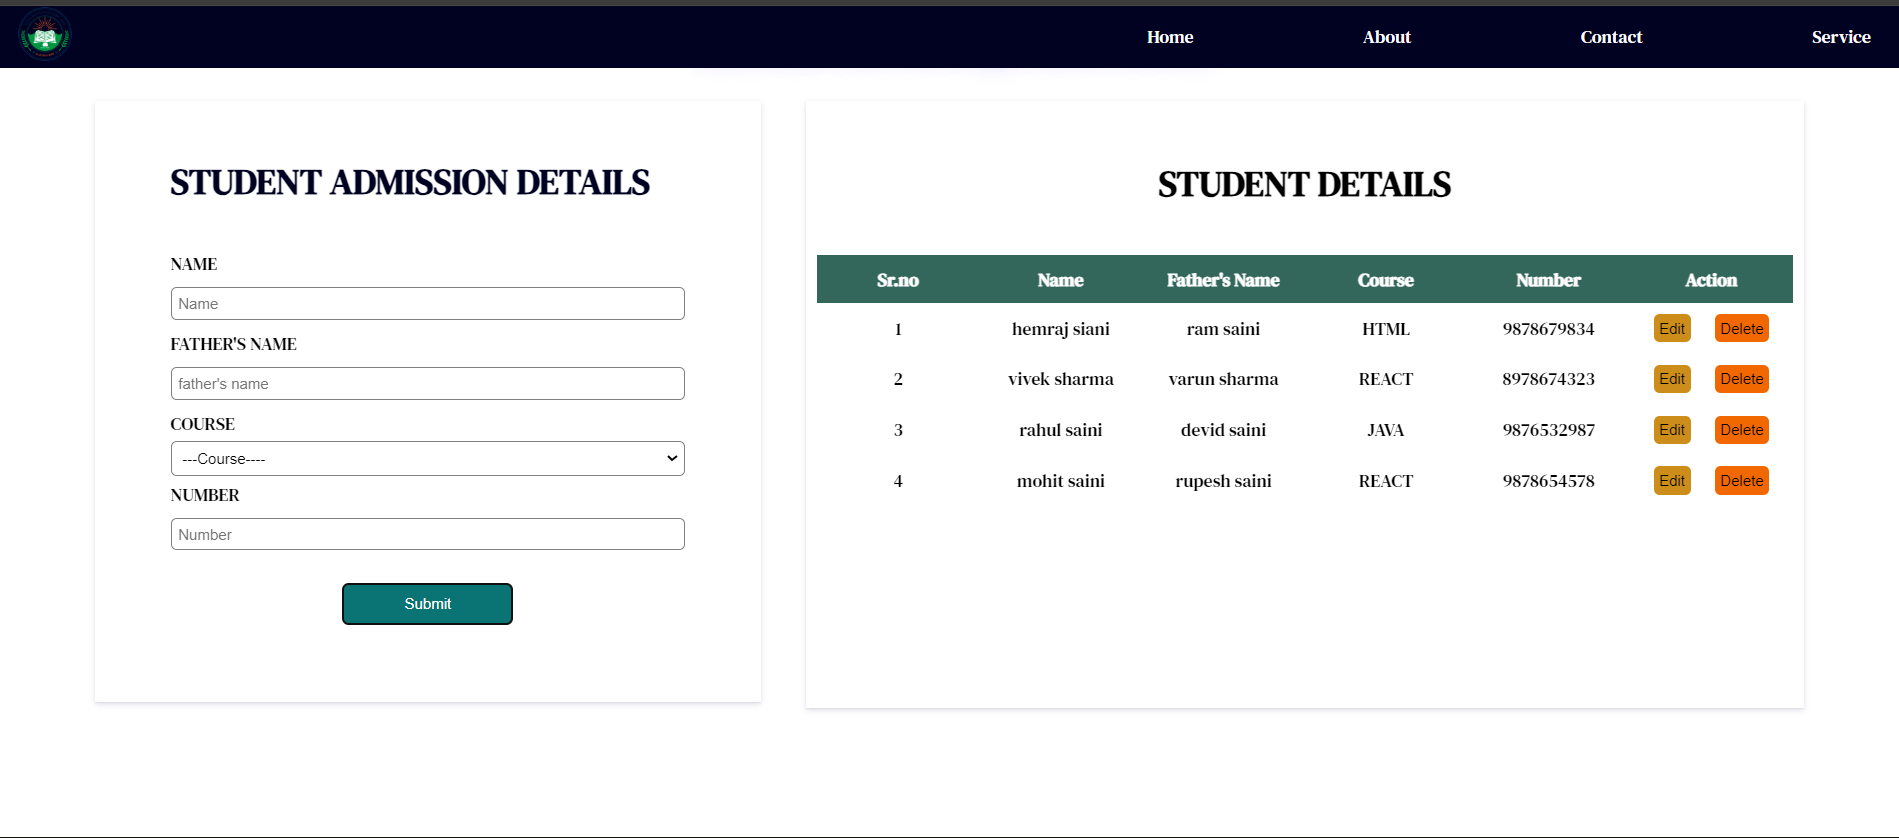 Home About Contact Service
STUDENT ADMISSION DETAILS
NAME
Name
FATHER'S NAME
father's name
COURSE
---Course----
NUMBER
Number
Submit
STUDENT DETAILS
Sr.no Name Father's Name Course Number Action
1 hemraj siani ram saini HTML 9878679834 Edit Delete
2 vivek sharma varun sharma REACT 8978674323 Edit Delete
3 rahul saini devid saini JAVA 9876532987 Edit Delete
4 mohit saini rupesh saini REACT 9878654578 Edit Delete